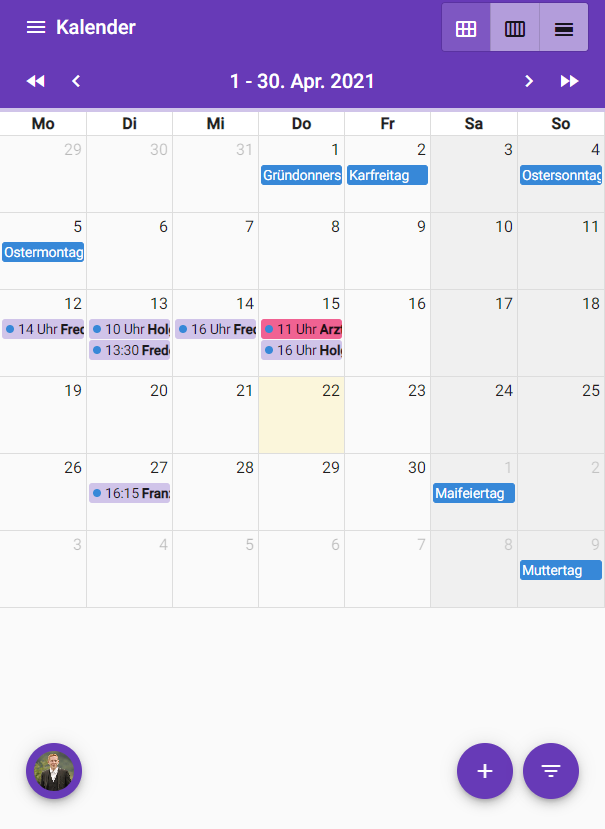 Kalender
1 - 30. Apr. 2021
Mo Di Mi Do Fr Sa So
29 30 31 1 2 3 4
Gründonners Karfreitag Ostersonntag
5 6 7 8 9 10 11
Ostermontag
12 13 14 15 16 17 18
14 Uhr Fred 10 Uhr Hol 16 Uhr Fred 11 Uhr Arzt
13:30 Fred 16 Uhr Hol
19 20 21 22 23 24 25
26 27 28 29 30 1 2
16:15 Franz Maifeiertag
3 4 5 6 7 8 9
Muttertag